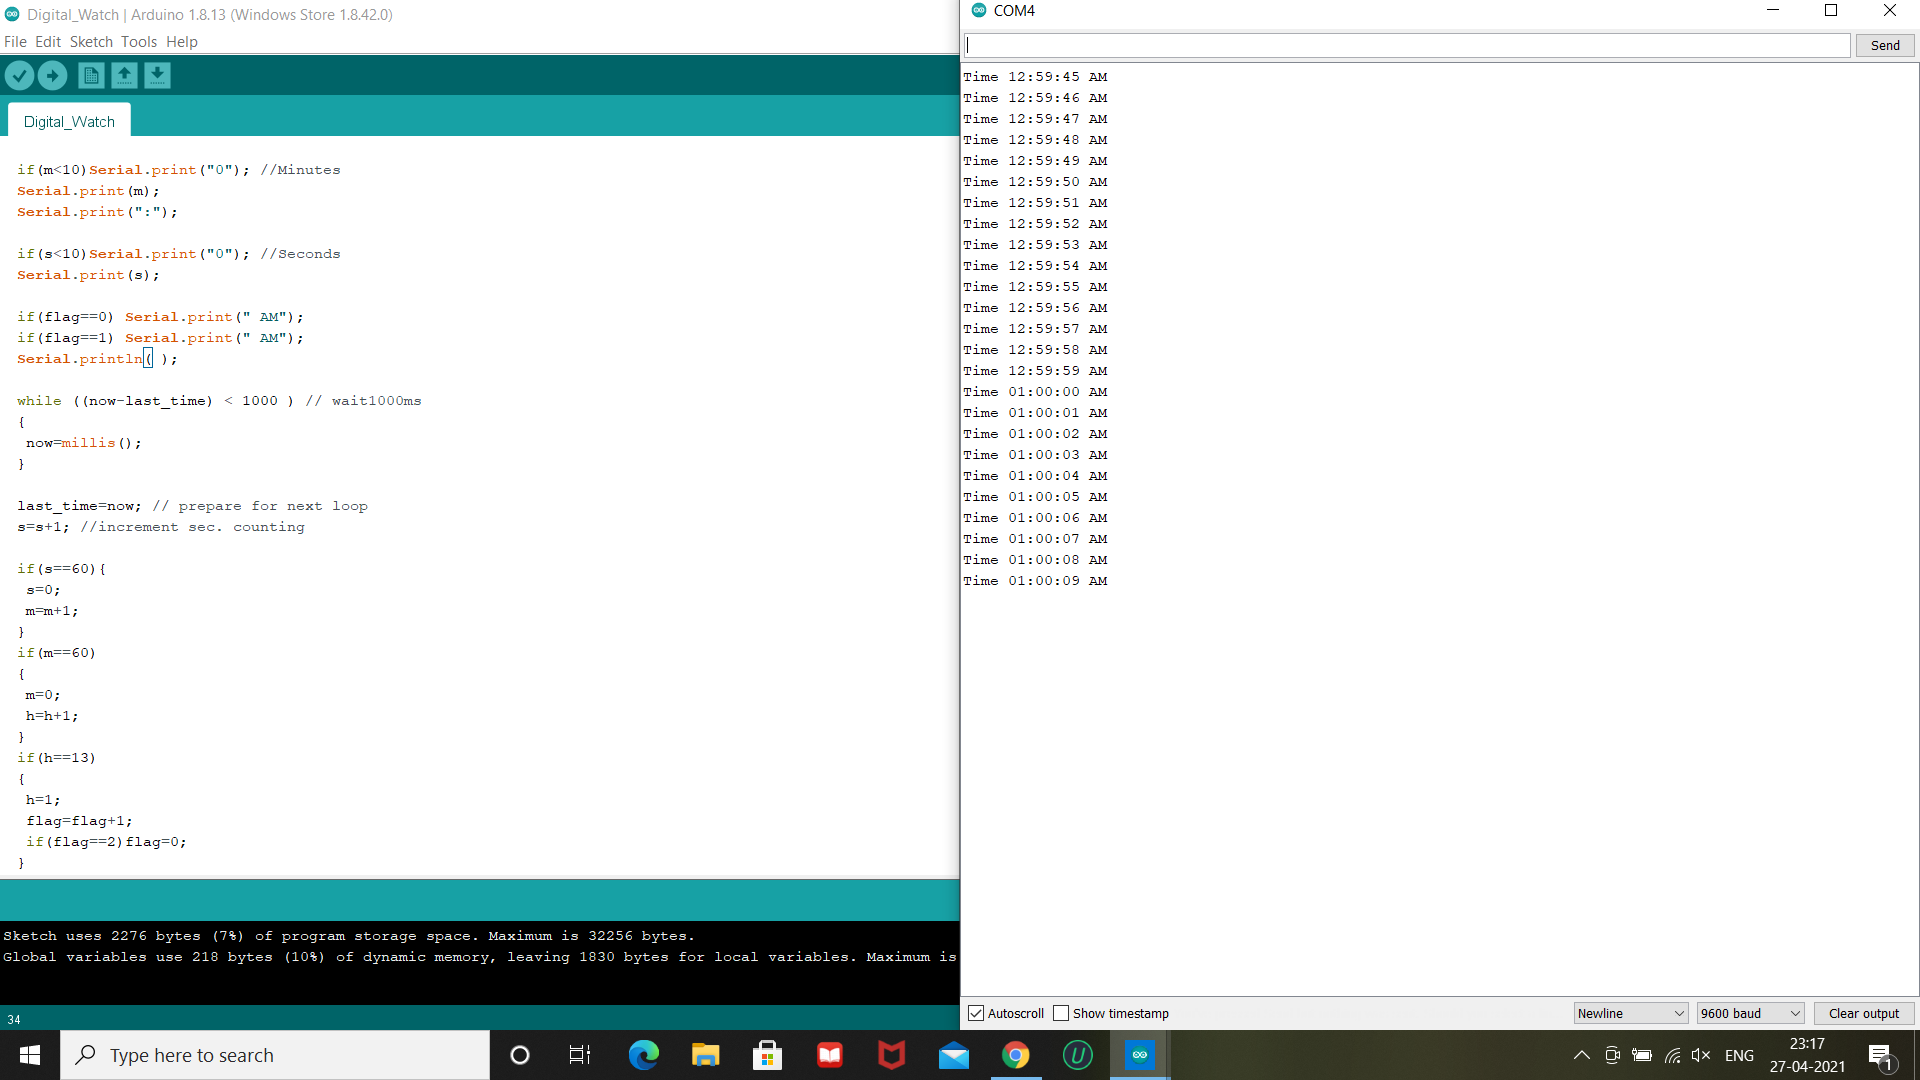 Digital_Watch | Arduino 1.8.13 (Windows Store 1.8.42.0)
File Edit Sketch Tools Help
Digital_Watch
if(m<10)Serial.print("0"); //Minutes
Serial.print(m);
Serial.print(":");
if(s<10)Serial.print("0"); //Seconds
Serial.print(s);
if(flag==0) Serial.print(" AM");
if(flag==1) Serial.print(" AM");
Serial.println( );
while ((now-last_time) < 1000 ) // wait1000ms
{
now=millis();
}
last_time=now; // prepare for next loop
s=s+1; //increment sec. counting
if(s==60){
s=0;
m=m+1;
}
if(m==60)
{
m=0;
h=h+1;
}
if(h==13)
{
h=1;
flag=flag+1;
if(flag==2)flag=0;
}
Sketch uses 2276 bytes (7%) of program storage space. Maximum is 32256 bytes.
Global variables use 218 bytes (10%) of dynamic memory, leaving 1830 bytes for local variables. Maximum is
34
COM4
Send
Time 12:59:45 AM
Time 12:59:46 AM
Time 12:59:47 AM
Time 12:59:48 AM
Time 12:59:49 AM
Time 12:59:50 AM
Time 12:59:51 AM
Time 12:59:52 AM
Time 12:59:53 AM
Time 12:59:54 AM
Time 12:59:55 AM
Time 12:59:56 AM
Time 12:59:57 AM
Time 12:59:58 AM
Time 12:59:59 AM
Time 01:00:00 AM
Time 01:00:01 AM
Time 01:00:02 AM
Time 01:00:03 AM
Time 01:00:04 AM
Time 01:00:05 AM
Time 01:00:06 AM
Time 01:00:07 AM
Time 01:00:08 AM
Time 01:00:09 AM
Autoscroll Show timestamp Newline 9600 baud Clear output
Type here to search
ENG
23:17
27-04-2021
1